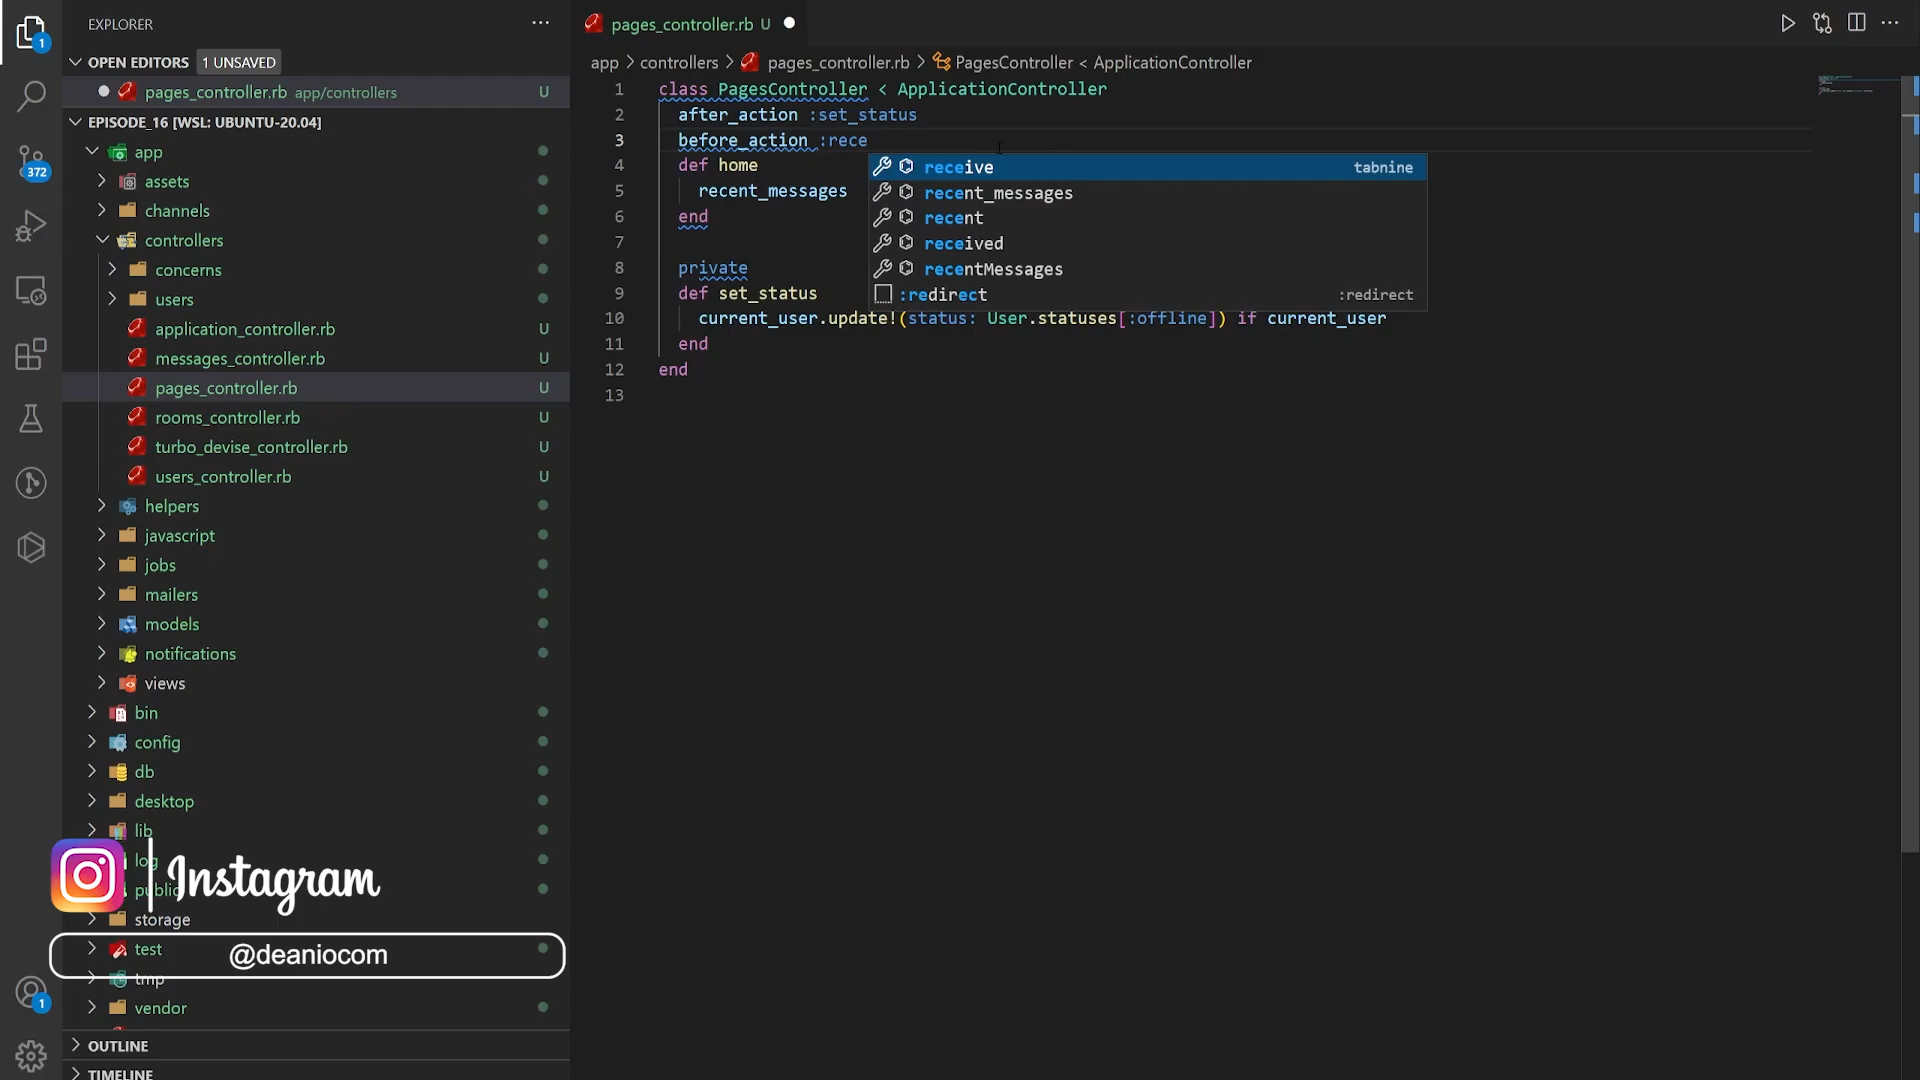 EXPLORER
OPEN EDITORS 1 UNSAVED
pages_controller.rb app/controllers U
EPISODE_16 [WSL: UBUNTU-20.04]
app
assets
channels
controllers
concerns
users
application_controller.rb U
messages_controller.rb U
pages_controller.rb U
rooms_controller.rb U
turbo_devise_controller.rb U
users_controller.rb U
helpers
javascript
jobs
mailers
models
notifications
views
bin
config
db
desktop
lib
log
public
storage
test
tmp
vendor
OUTLINE
TIMELINE
1
372
1
Instagram
@deaniocom
pages_controller.rb U
app > controllers > pages_controller.rb > PagesController < ApplicationController
1 class PagesController < ApplicationController
2 after_action :set_status
3 before_action :rece
4 def home
5 recent_messages
6 end
7
8 private
9 def set_status
10 current_user.update!(status: User.statuses[:offline]) if current_user
11 end
12 end
13
receive tabnine
recent_messages
recent
received
recentMessages
:redirect :redirect